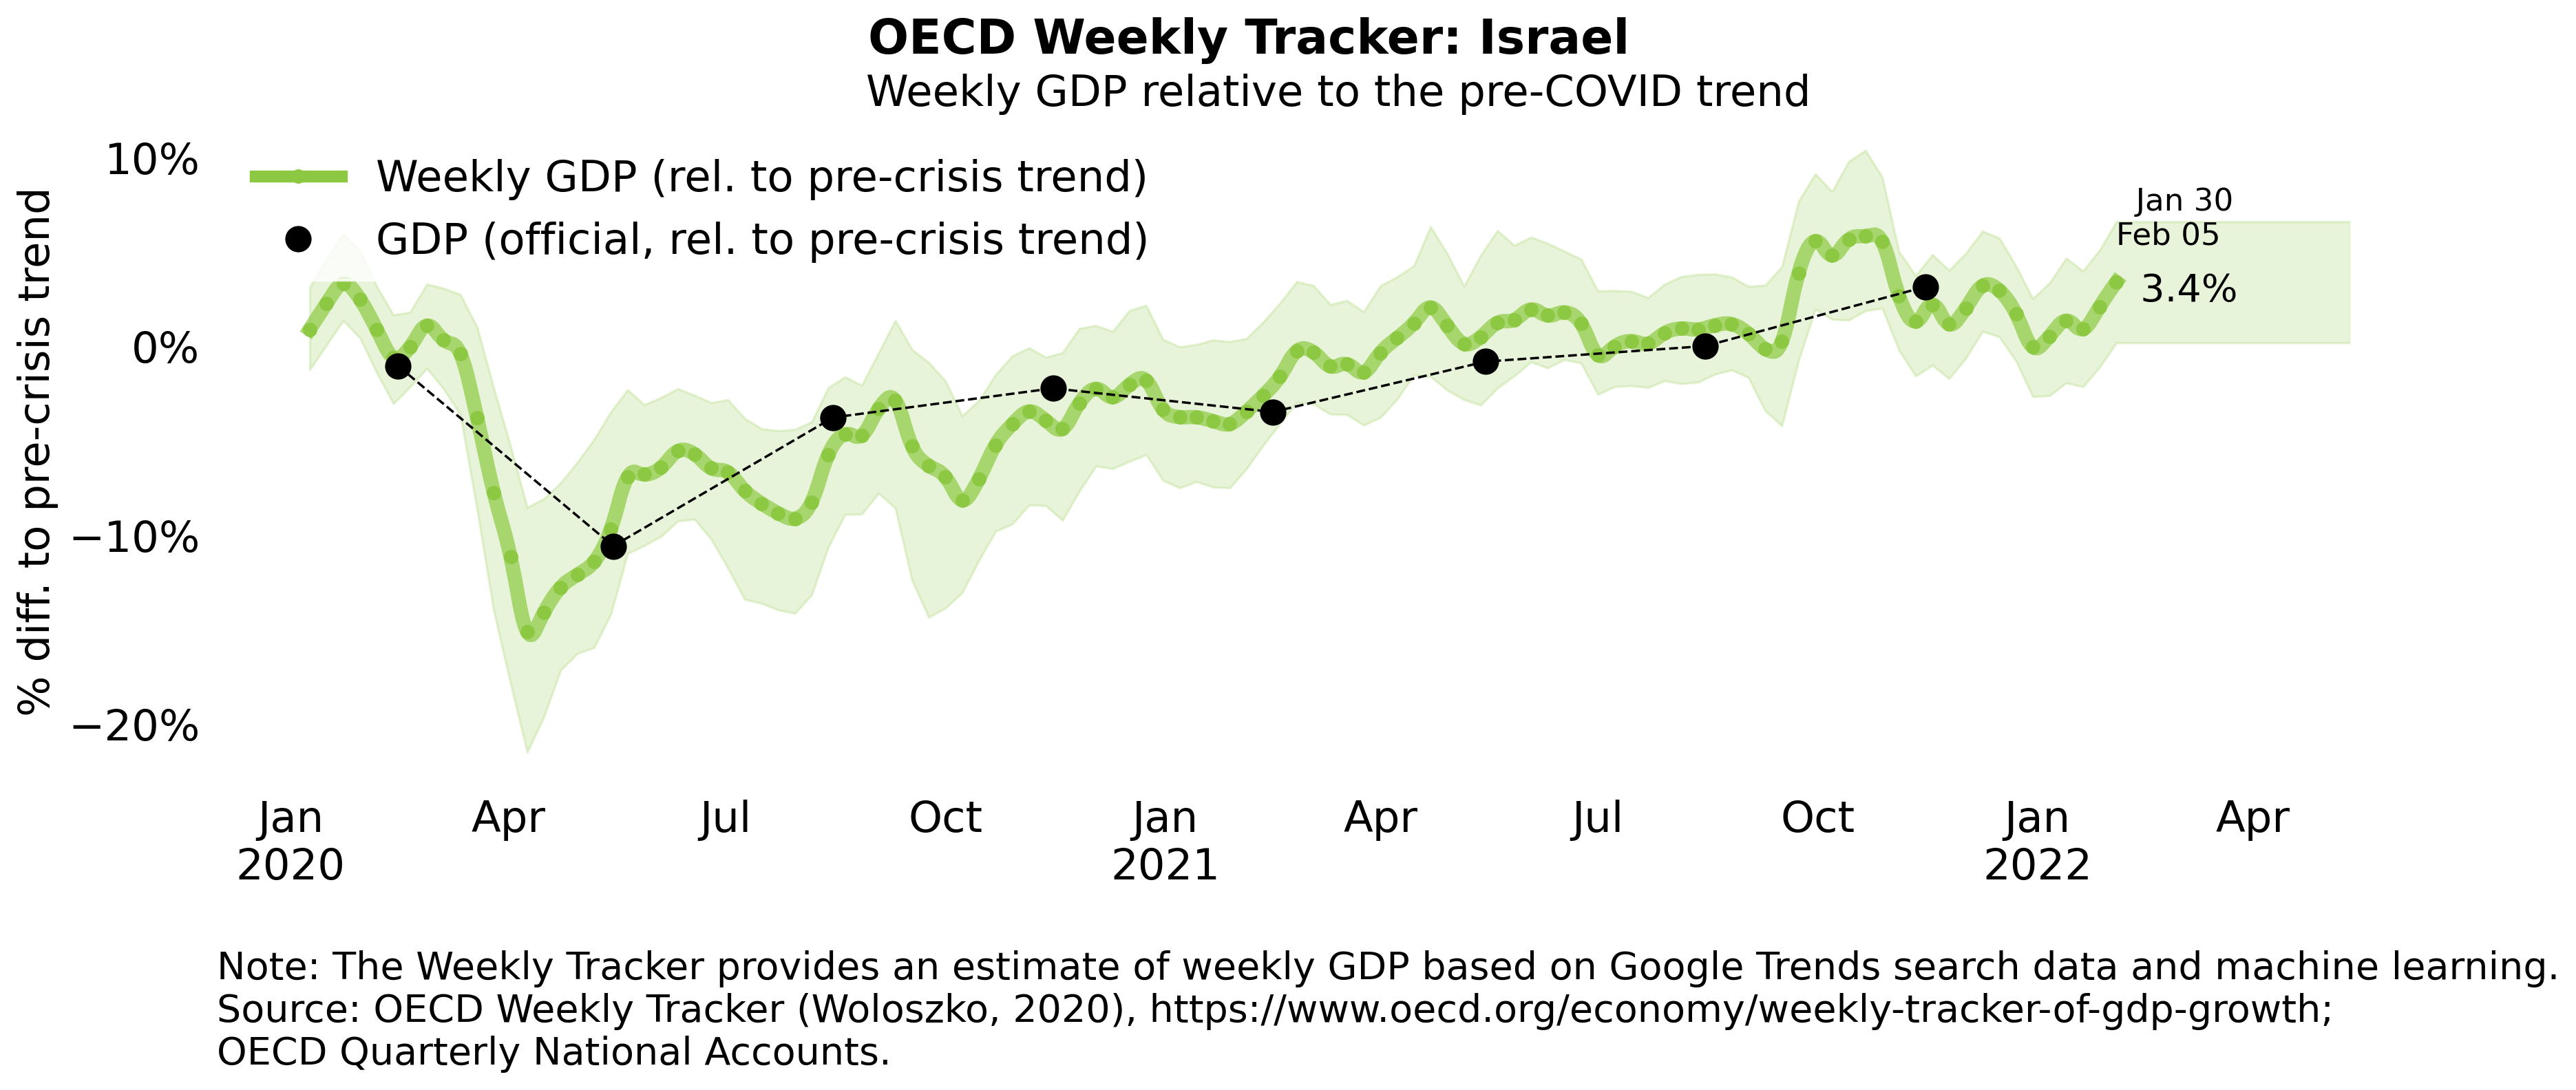 OECD Weekly Tracker: Israel
Weekly GDP relative to the pre-COVID trend
% diff. to pre-crisis trend
10%
0%
−10%
−20%
Weekly GDP (rel. to pre-crisis trend)
GDP (official, rel. to pre-crisis trend)
Jan 30
Feb 05
3.4%
Jan Apr Jul Oct Jan Apr Jul Oct Jan Apr
2020 2021 2022
Note: The Weekly Tracker provides an estimate of weekly GDP based on Google Trends search data and machine learning.
Source: OECD Weekly Tracker (Woloszko, 2020), https://www.oecd.org/economy/weekly-tracker-of-gdp-growth;
OECD Quarterly National Accounts.